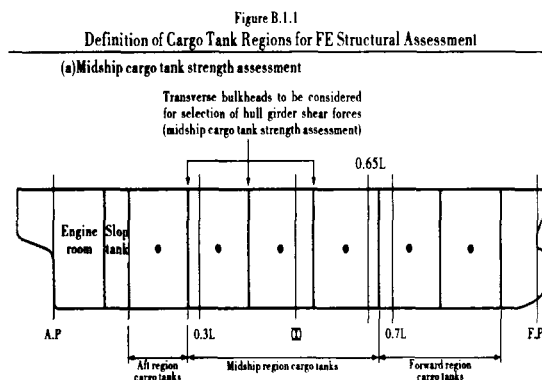 Figure B.1.1
Definition of Cargo Tank Regions for FE Structural Assessment
(a)Midship cargo tank strength assessment
Transverse bulkheads to be considered
for selection of hull girder shear forces
(midship cargo tank strength assessment)
0.65L
Engine room
Slop tank
A.P
0.3L
0.7L
F.P
Aft region
cargo tanks
Midship region cargo tanks
Forward region
cargo tanks